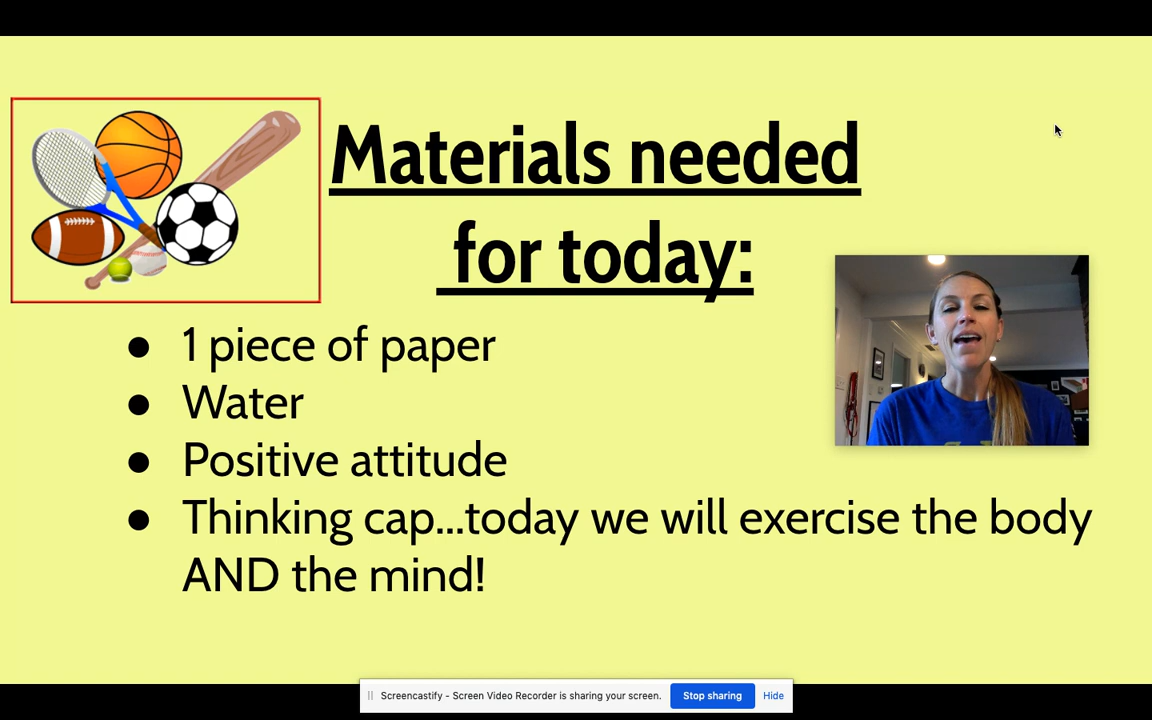 Materials needed
for today:
● 1 piece of paper
● Water
● Positive attitude
● Thinking cap...today we will exercise the body
AND the mind!
Screencastify - Screen Video Recorder is sharing your screen. Stop sharing Hide